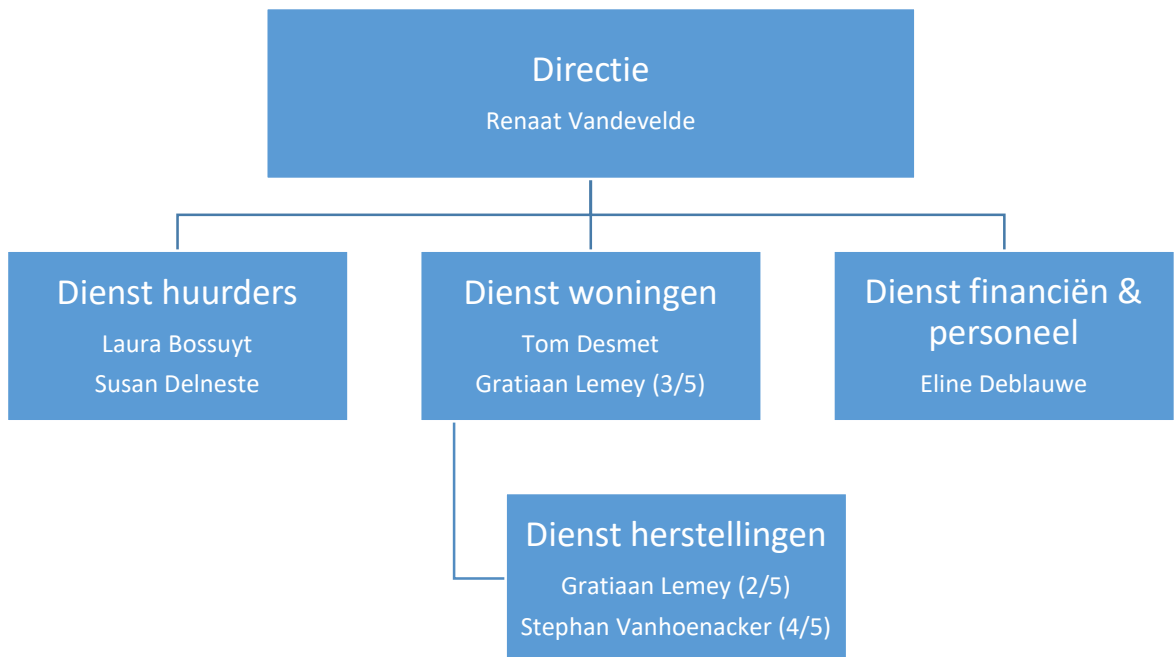 Directie
Renaat Vandevelde
Dienst huurders
Laura Bossuyt
Susan Delneste
Dienst woningen
Tom Desmet
Gratiaan Lemey (3/5)
Dienst financiën &
personeel
Eline Deblauwe
Dienst herstellingen
Gratiaan Lemey (2/5)
Stephan Vanhoenacker (4/5)